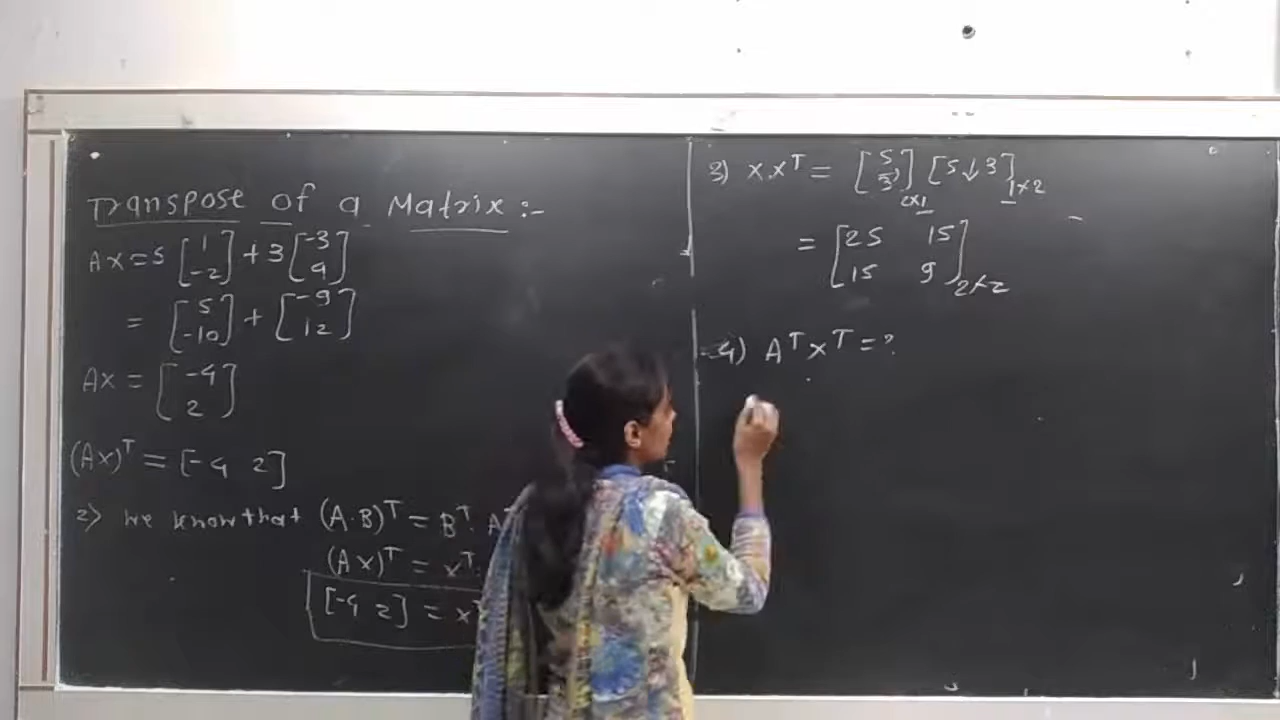 Transpose of a Matrix :-
Ax = 5 [1 -2] + 3 [-3 4]
= [5 -10] + [-9 12]
Ax = [-4 2]
(Ax)ᵀ = [-4 2]
2) We know that (A.B)ᵀ = Bᵀ. Aᵀ
(Ax)ᵀ = xᵀ.
[-4 2] = xᵀ
3) x.xᵀ = [5 3]2×1 [5 ↓ 3]1×2
= [25 15 15 9]2×2
4) Aᵀxᵀ = ?